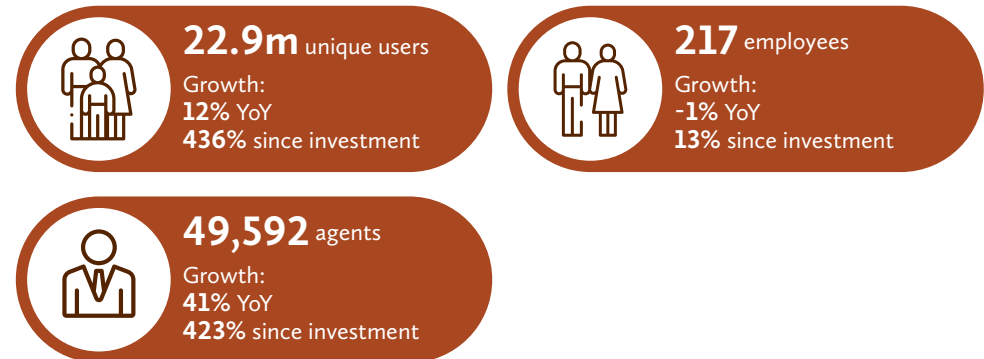 22.9m unique users
Growth:
12% YoY
436% since investment
217 employees
Growth:
-1% YoY
13% since investment
49,592 agents
Growth:
41% YoY
423% since investment